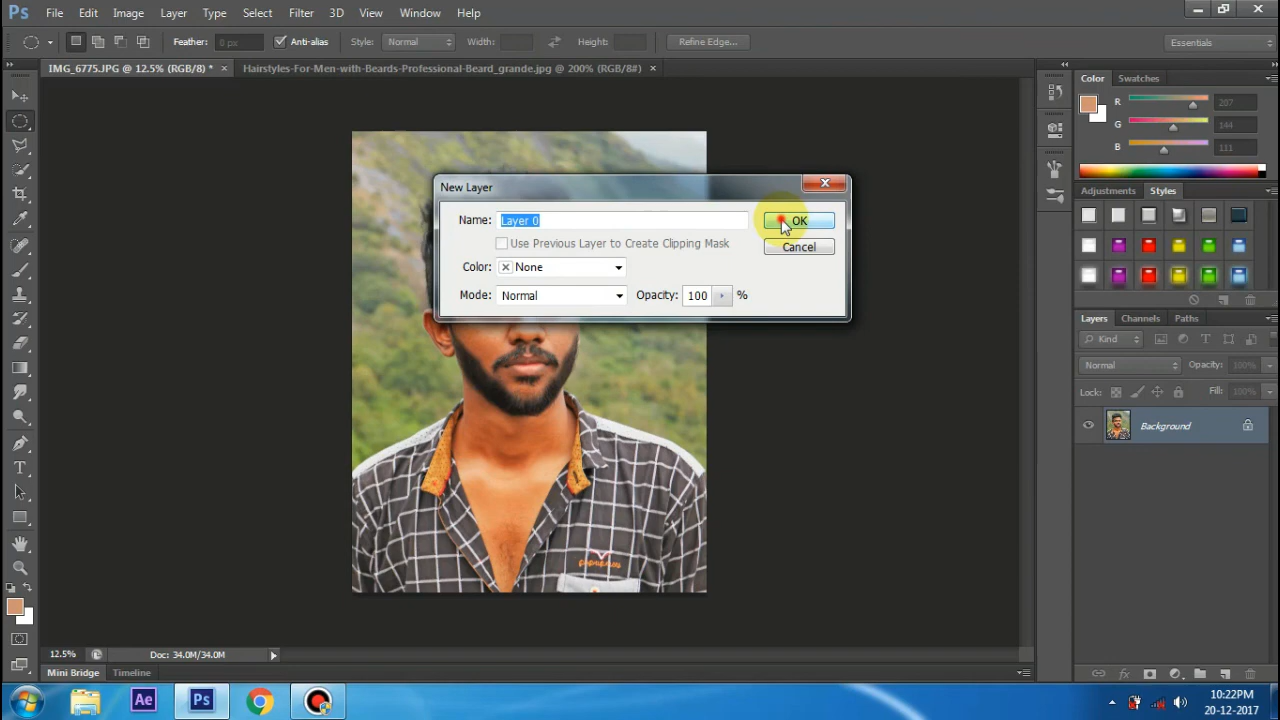 Ps File Edit Image Layer Type Select Filter 3D View Window Help
Feather: 0 px Anti-alias Style: Normal Width: Height: Refine Edge... Essentials
IMG_6775.JPG @ 12.5% (RGB/8) * × Hairstyles-For-Men-with-Beards-Professional-Beard_grande.jpg @ 200% (RGB/8#) ×
Color Swatches
R 207
G 144
B 111
Adjustments Styles
New Layer
Name: Layer 0 OK
Use Previous Layer to Create Clipping Mask Cancel
Color: None
Mode: Normal Opacity: 100 %
Layers Channels Paths
Kind
Normal Opacity: 100%
Lock: Fill: 100%
Background
12.5% Doc: 34.0M/34.0M
Mini Bridge Timeline
Ae Ps
10:22PM
20-12-2017